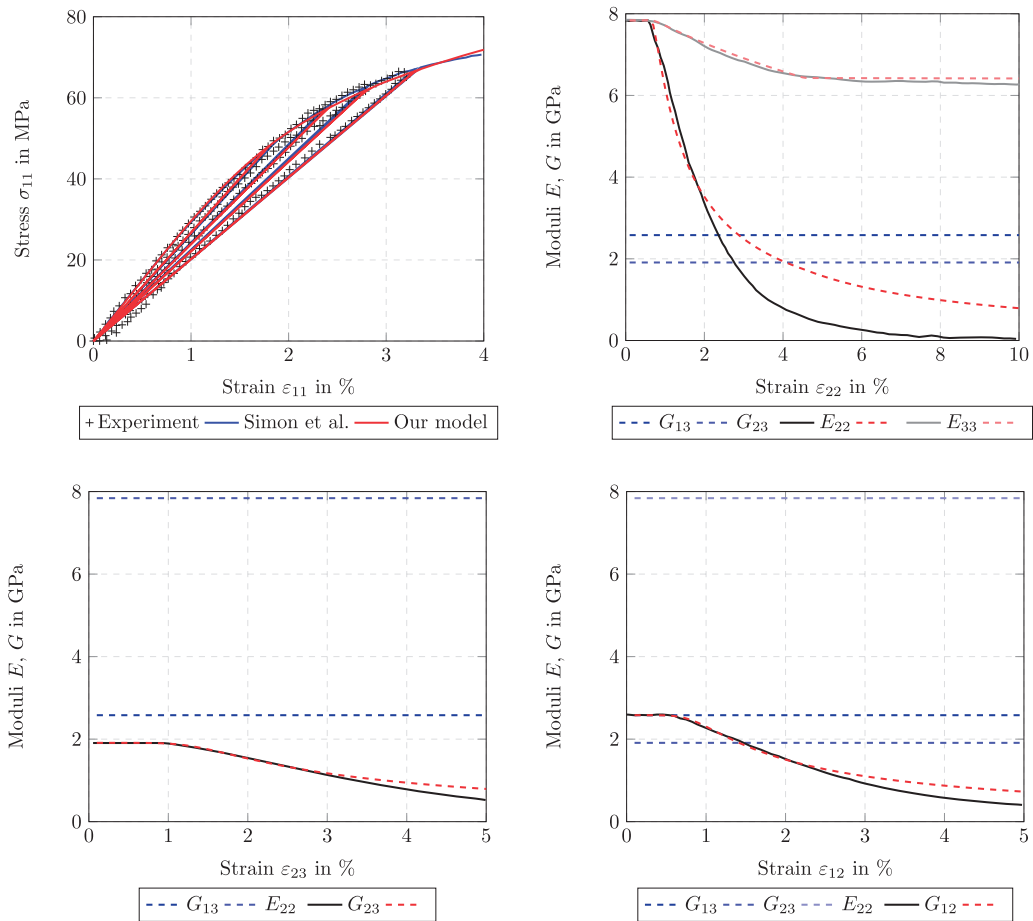 80
60
40
20
0
0 1 2 3 4
Stress σ₁₁ in MPa
Strain ε₁₁ in %
Experiment Simon et al. Our model
8
6
4
2
0
0 2 4 6 8 10
Moduli E, G in GPa
Strain ε₂₂ in %
G₁₃ G₂₃ E₂₂ E₃₃
8
6
4
2
0
0 1 2 3 4 5
Moduli E, G in GPa
Strain ε₂₃ in %
G₁₃ E₂₂ G₂₃
8
6
4
2
0
0 1 2 3 4 5
Moduli E, G in GPa
Strain ε₁₂ in %
G₁₃ G₂₃ E₂₂ G₁₂